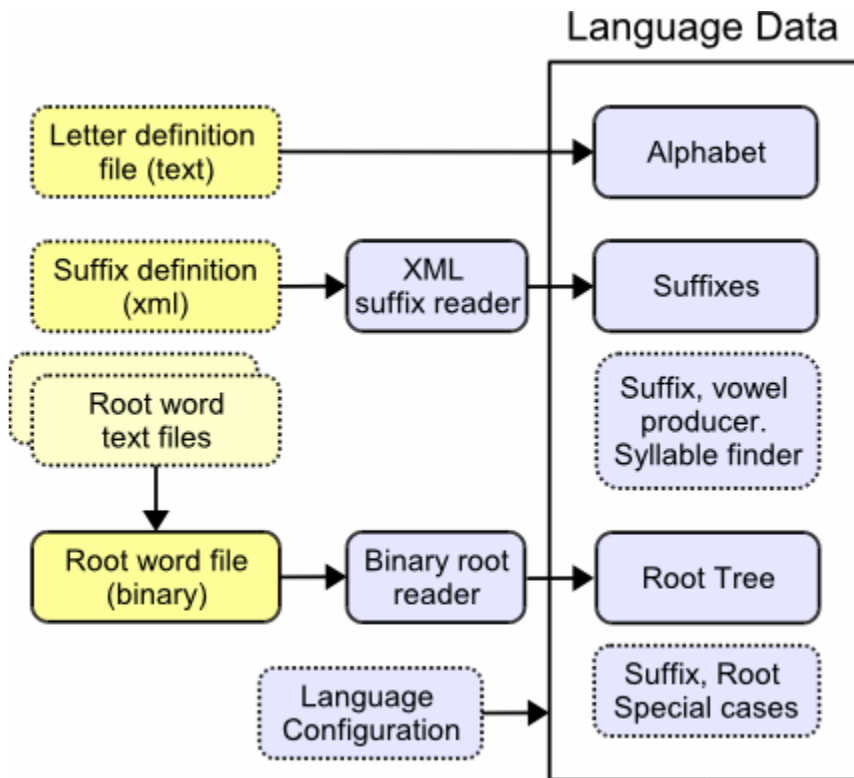 Language Data
Letter definition
file (text)
Alphabet
Suffix definition
(xml)
XML
suffix reader
Suffixes
Root word
text files
Suffix, vowel
producer.
Syllable finder
Root word file
(binary)
Binary root
reader
Root Tree
Language
Configuration
Suffix, Root
Special cases